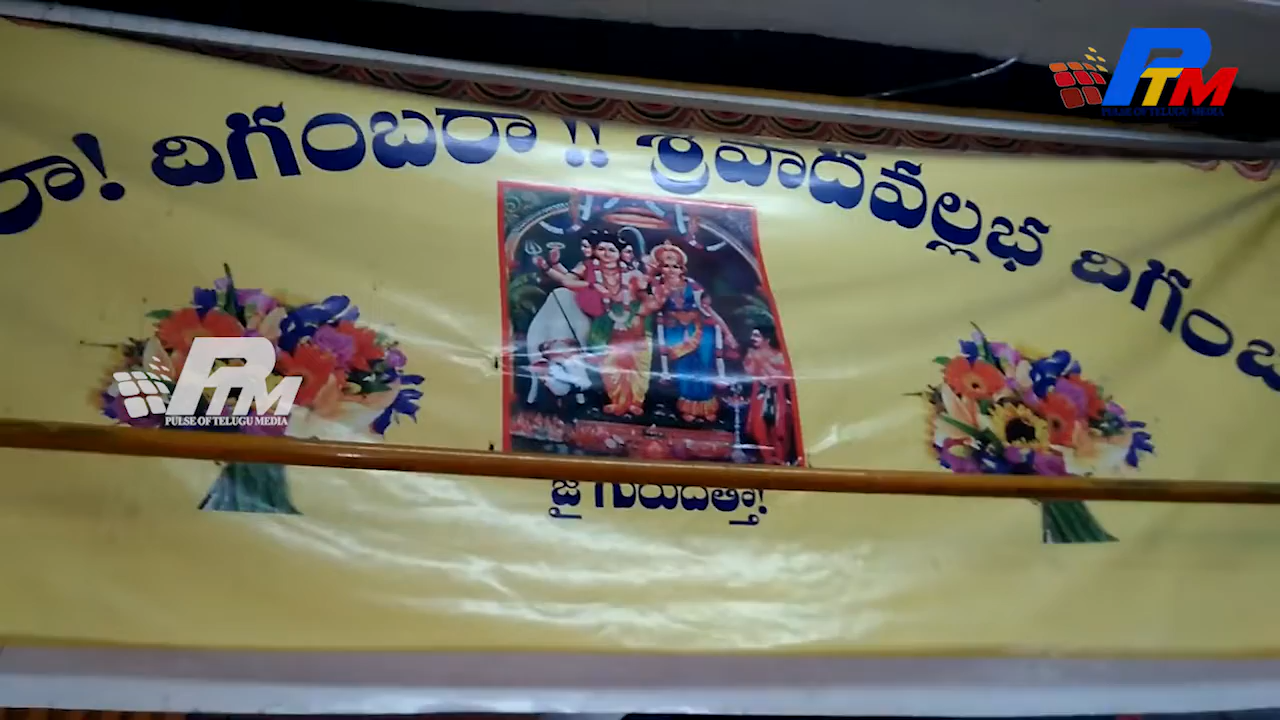 రా! దిగంబరా !! శ్రీపాదవల్లభ దిగంబ
జై గురుదత్తా!
PTM
PULSE OF TELUGU MEDIA
PTM
PULSE OF TELUGU MEDIA